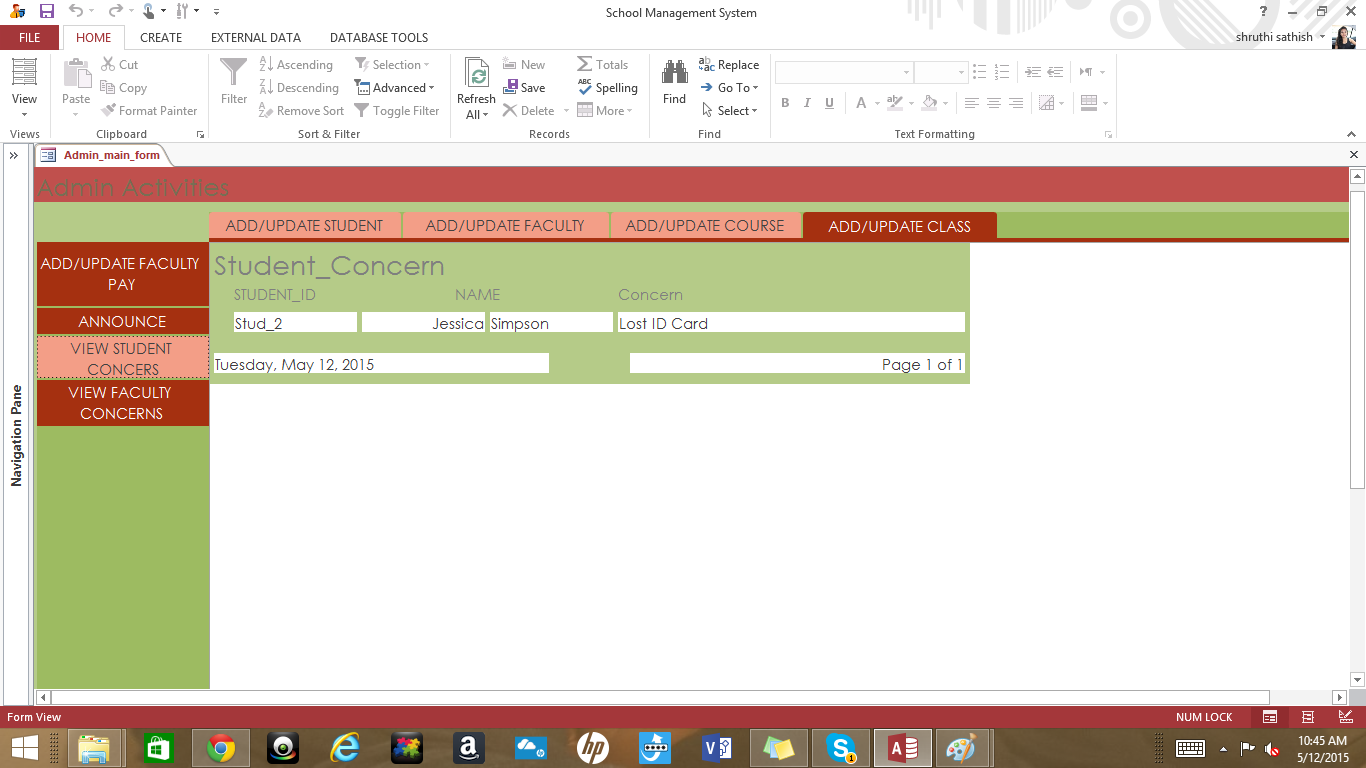 School Management System
?
FILE HOME CREATE EXTERNAL DATA DATABASE TOOLS
shruthi sathish
View
Views
Paste
Cut
Copy
Format Painter
Clipboard
Filter
Ascending
Descending
Remove Sort
Selection
Advanced
Toggle Filter
Sort & Filter
Refresh
All
New
Save
Delete
Totals
Spelling
More
Records
Find
Replace
Go To
Select
Find
B I U A
Text Formatting
Admin_main_form
Admin Activities
ADD/UPDATE STUDENT ADD/UPDATE FACULTY ADD/UPDATE COURSE ADD/UPDATE CLASS
ADD/UPDATE FACULTY
PAY
ANNOUNCE
VIEW STUDENT
CONCERS
VIEW FACULTY
CONCERNS
Student_Concern
STUDENT_ID NAME Concern
Stud_2 Jessica Simpson Lost ID Card
Tuesday, May 12, 2015 Page 1 of 1
Navigation Pane
Form View
NUM LOCK
10:45 AM
5/12/2015